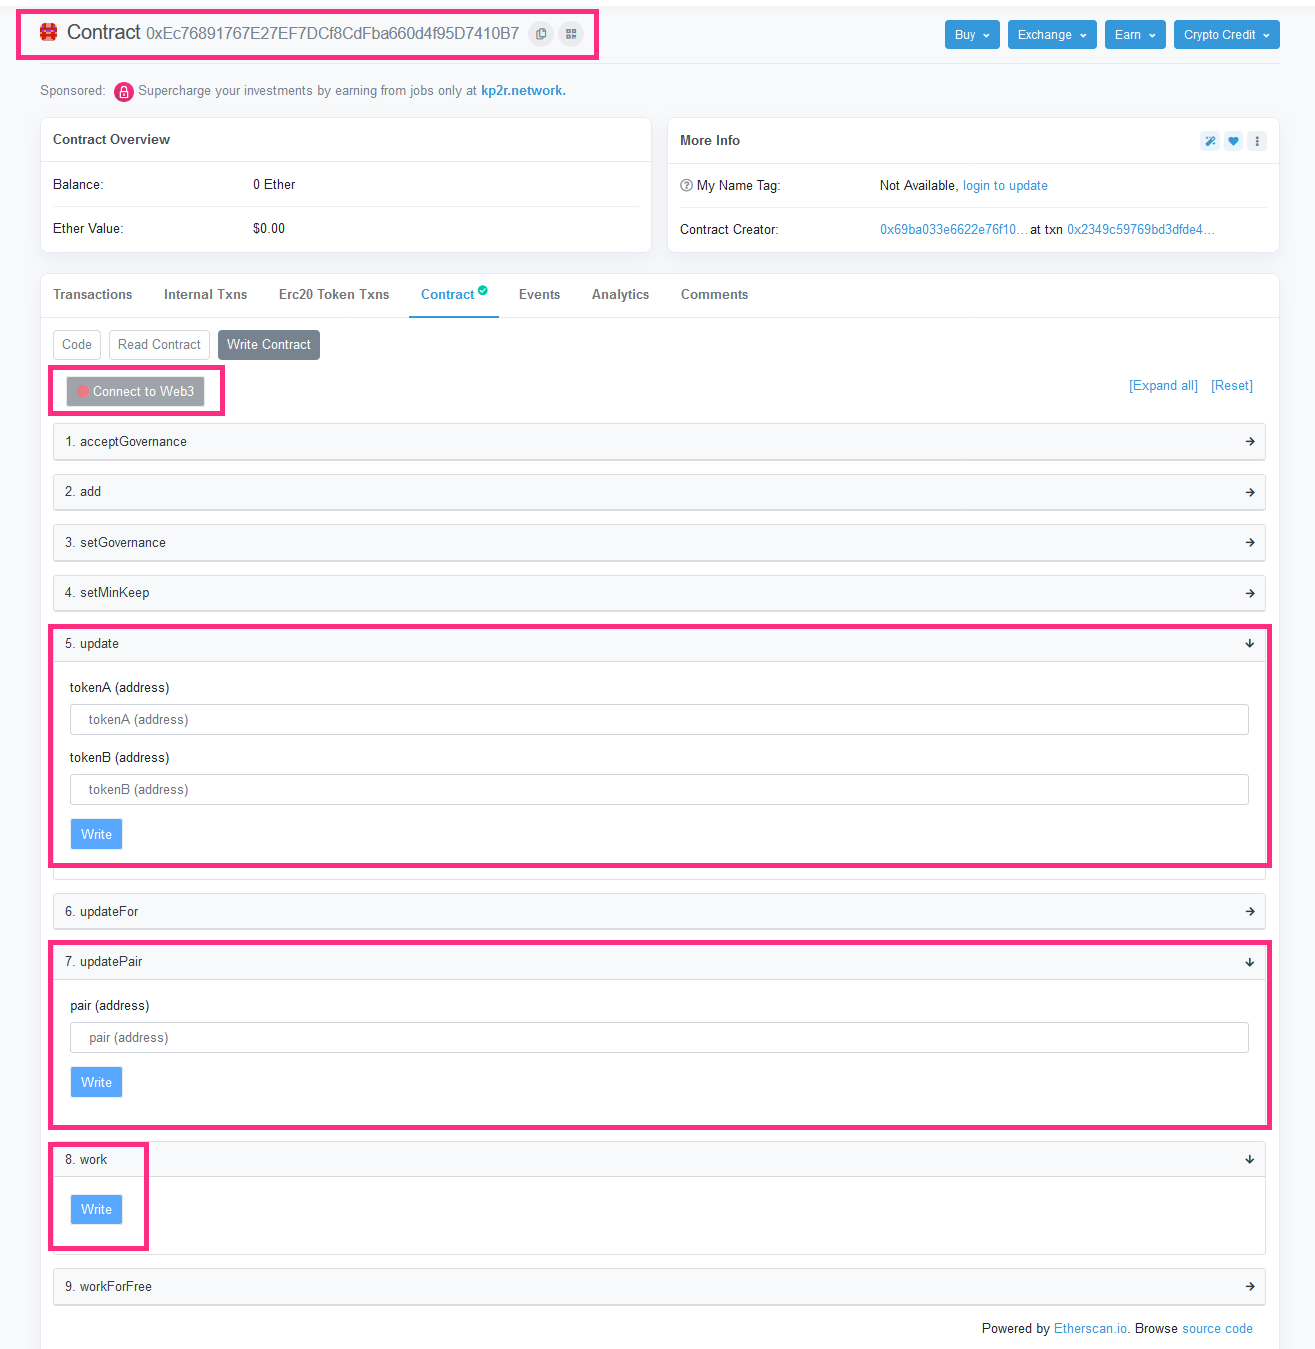 Contract 0xEc76891767E27EF7DCf8CdFba660d4f95D7410B7
Buy Exchange Earn Crypto Credit
Sponsored: Supercharge your investments by earning from jobs only at kp2r.network.
Contract Overview
Balance: 0 Ether
Ether Value: $0.00
More Info
My Name Tag: Not Available, login to update
Contract Creator: 0x69ba033e6622e76f10... at txn 0x2349c59769bd3dfde4...
Transactions Internal Txns Erc20 Token Txns Contract Events Analytics Comments
Code Read Contract Write Contract
Connect to Web3 [Expand all] [Reset]
1. acceptGovernance
2. add
3. setGovernance
4. setMinKeep
5. update
tokenA (address)
tokenA (address)
tokenB (address)
tokenB (address)
Write
6. updateFor
7. updatePair
pair (address)
pair (address)
Write
8. work
Write
9. workForFree
Powered by Etherscan.io. Browse source code